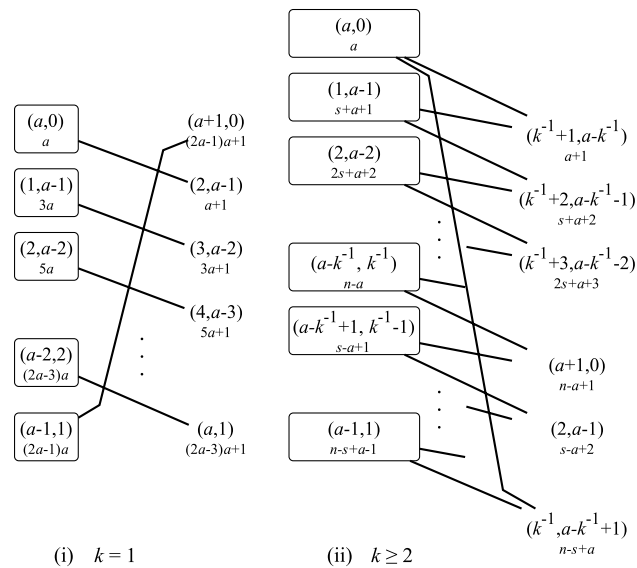 (a,0)
a
(1,a-1)
3a
(2,a-2)
5a
(a-2,2)
(2a-3)a
(a-1,1)
(2a-1)a
(a+1,0)
(2a-1)a+1
(2,a-1)
a+1
(3,a-2)
3a+1
(4,a-3)
5a+1
(a,1)
(2a-3)a+1
(i) k = 1
(a,0)
a
(1,a-1)
s+a+1
(2,a-2)
2s+a+2
(a-k⁻¹, k⁻¹)
n-a
(a-k⁻¹+1, k⁻¹-1)
s-a+1
(a-1,1)
n-s+a-1
(k⁻¹+1,a-k⁻¹)
a+1
(k⁻¹+2,a-k⁻¹-1)
s+a+2
(k⁻¹+3,a-k⁻¹-2)
2s+a+3
(a+1,0)
n-a+1
(2,a-1)
s-a+2
(k⁻¹,a-k⁻¹+1)
n-s+a
(ii) k ≥ 2